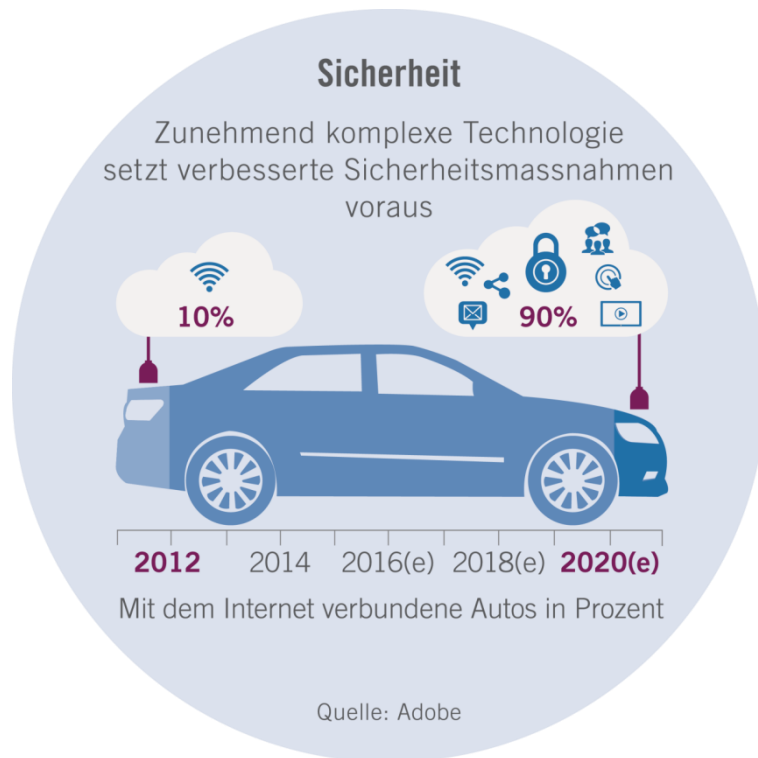 Sicherheit
Zunehmend komplexe Technologie
setzt verbesserte Sicherheitsmassnahmen
voraus
10%
90%
2012 2014 2016(e) 2018(e) 2020(e)
Mit dem Internet verbundene Autos in Prozent
Quelle: Adobe